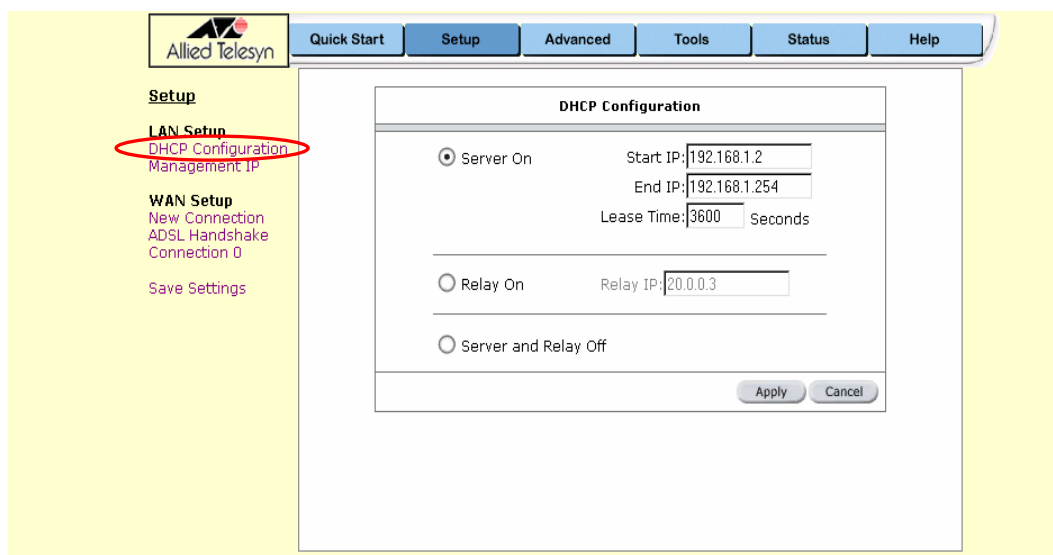 Allied Telesyn
Quick Start Setup Advanced Tools Status Help
Setup
LAN Setup
DHCP Configuration
Management IP
WAN Setup
New Connection
ADSL Handshake
Connection 0
Save Settings
DHCP Configuration
Server On Start IP: 192.168.1.2
End IP: 192.168.1.254
Lease Time: 3600 Seconds
Relay On Relay IP: 20.0.0.3
Server and Relay Off
Apply Cancel